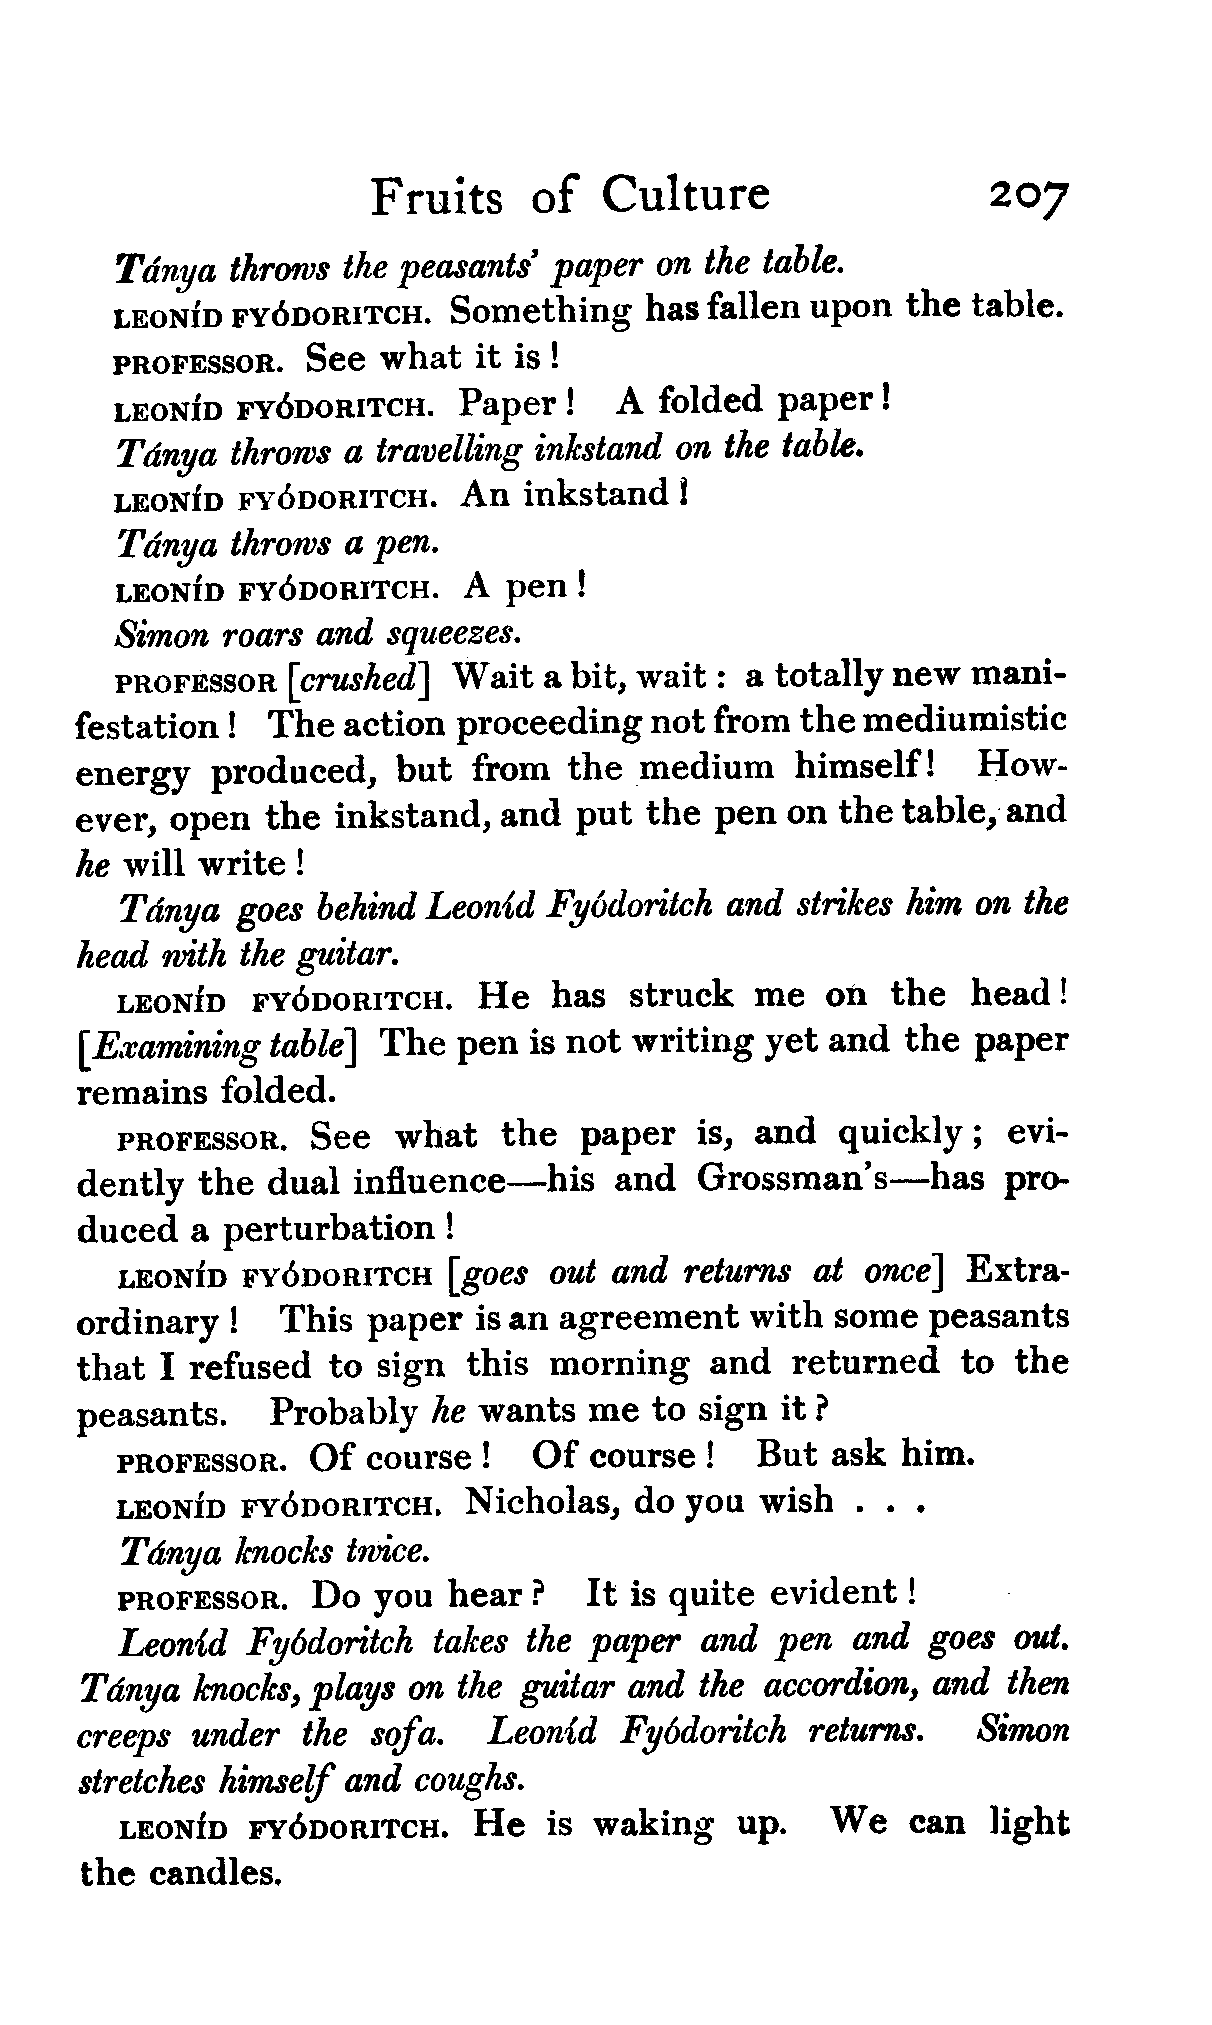 Fruits of Culture 207
Tánya throws the peasants' paper on the table.
LEONÍD FYÓDORITCH. Something has fallen upon the table.
PROFESSOR. See what it is !
LEONÍD FYÓDORITCH. Paper ! A folded paper !
Tánya throws a travelling inkstand on the table.
LEONÍD FYÓDORITCH. An inkstand !
Tánya throws a pen.
LEONÍD FYÓDORITCH. A pen !
Simon roars and squeezes.
PROFESSOR [crushed] Wait a bit, wait : a totally new mani-
festation ! The action proceeding not from the mediumistic
energy produced, but from the medium himself! How-
ever, open the inkstand, and put the pen on the table, and
he will write !
Tánya goes behind Leoníd Fyódoritch and strikes him on the
head with the guitar.
LEONÍD FYÓDORITCH. He has struck me on the head!
[Examining table] The pen is not writing yet and the paper
remains folded.
PROFESSOR. See what the paper is, and quickly ; evi-
dently the dual influence—his and Grossman's—has pro-
duced a perturbation !
LEONÍD FYÓDORITCH [goes out and returns at once] Extra-
ordinary ! This paper is an agreement with some peasants
that I refused to sign this morning and returned to the
peasants. Probably he wants me to sign it ?
PROFESSOR. Of course ! Of course ! But ask him.
LEONÍD FYÓDORITCH. Nicholas, do you wish . . .
Tánya knocks twice.
PROFESSOR. Do you hear ? It is quite evident !
Leoníd Fyódoritch takes the paper and pen and goes out.
Tánya knocks, plays on the guitar and the accordion, and then
creeps under the sofa. Leoníd Fyódoritch returns. Simon
stretches himself and coughs.
LEONÍD FYÓDORITCH. He is waking up. We can light
the candles.